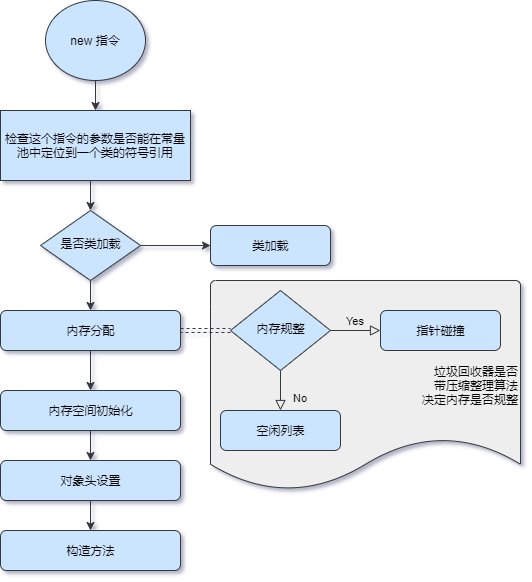 new 指令
检查这个指令的参数是否能在常量
池中定位到一个类的符号引用
是否类加载
类加载
内存分配
内存规整
Yes
指针碰撞
垃圾回收器是否
带压缩整理算法
决定内存是否规整
No
空闲列表
内存空间初始化
对象头设置
构造方法